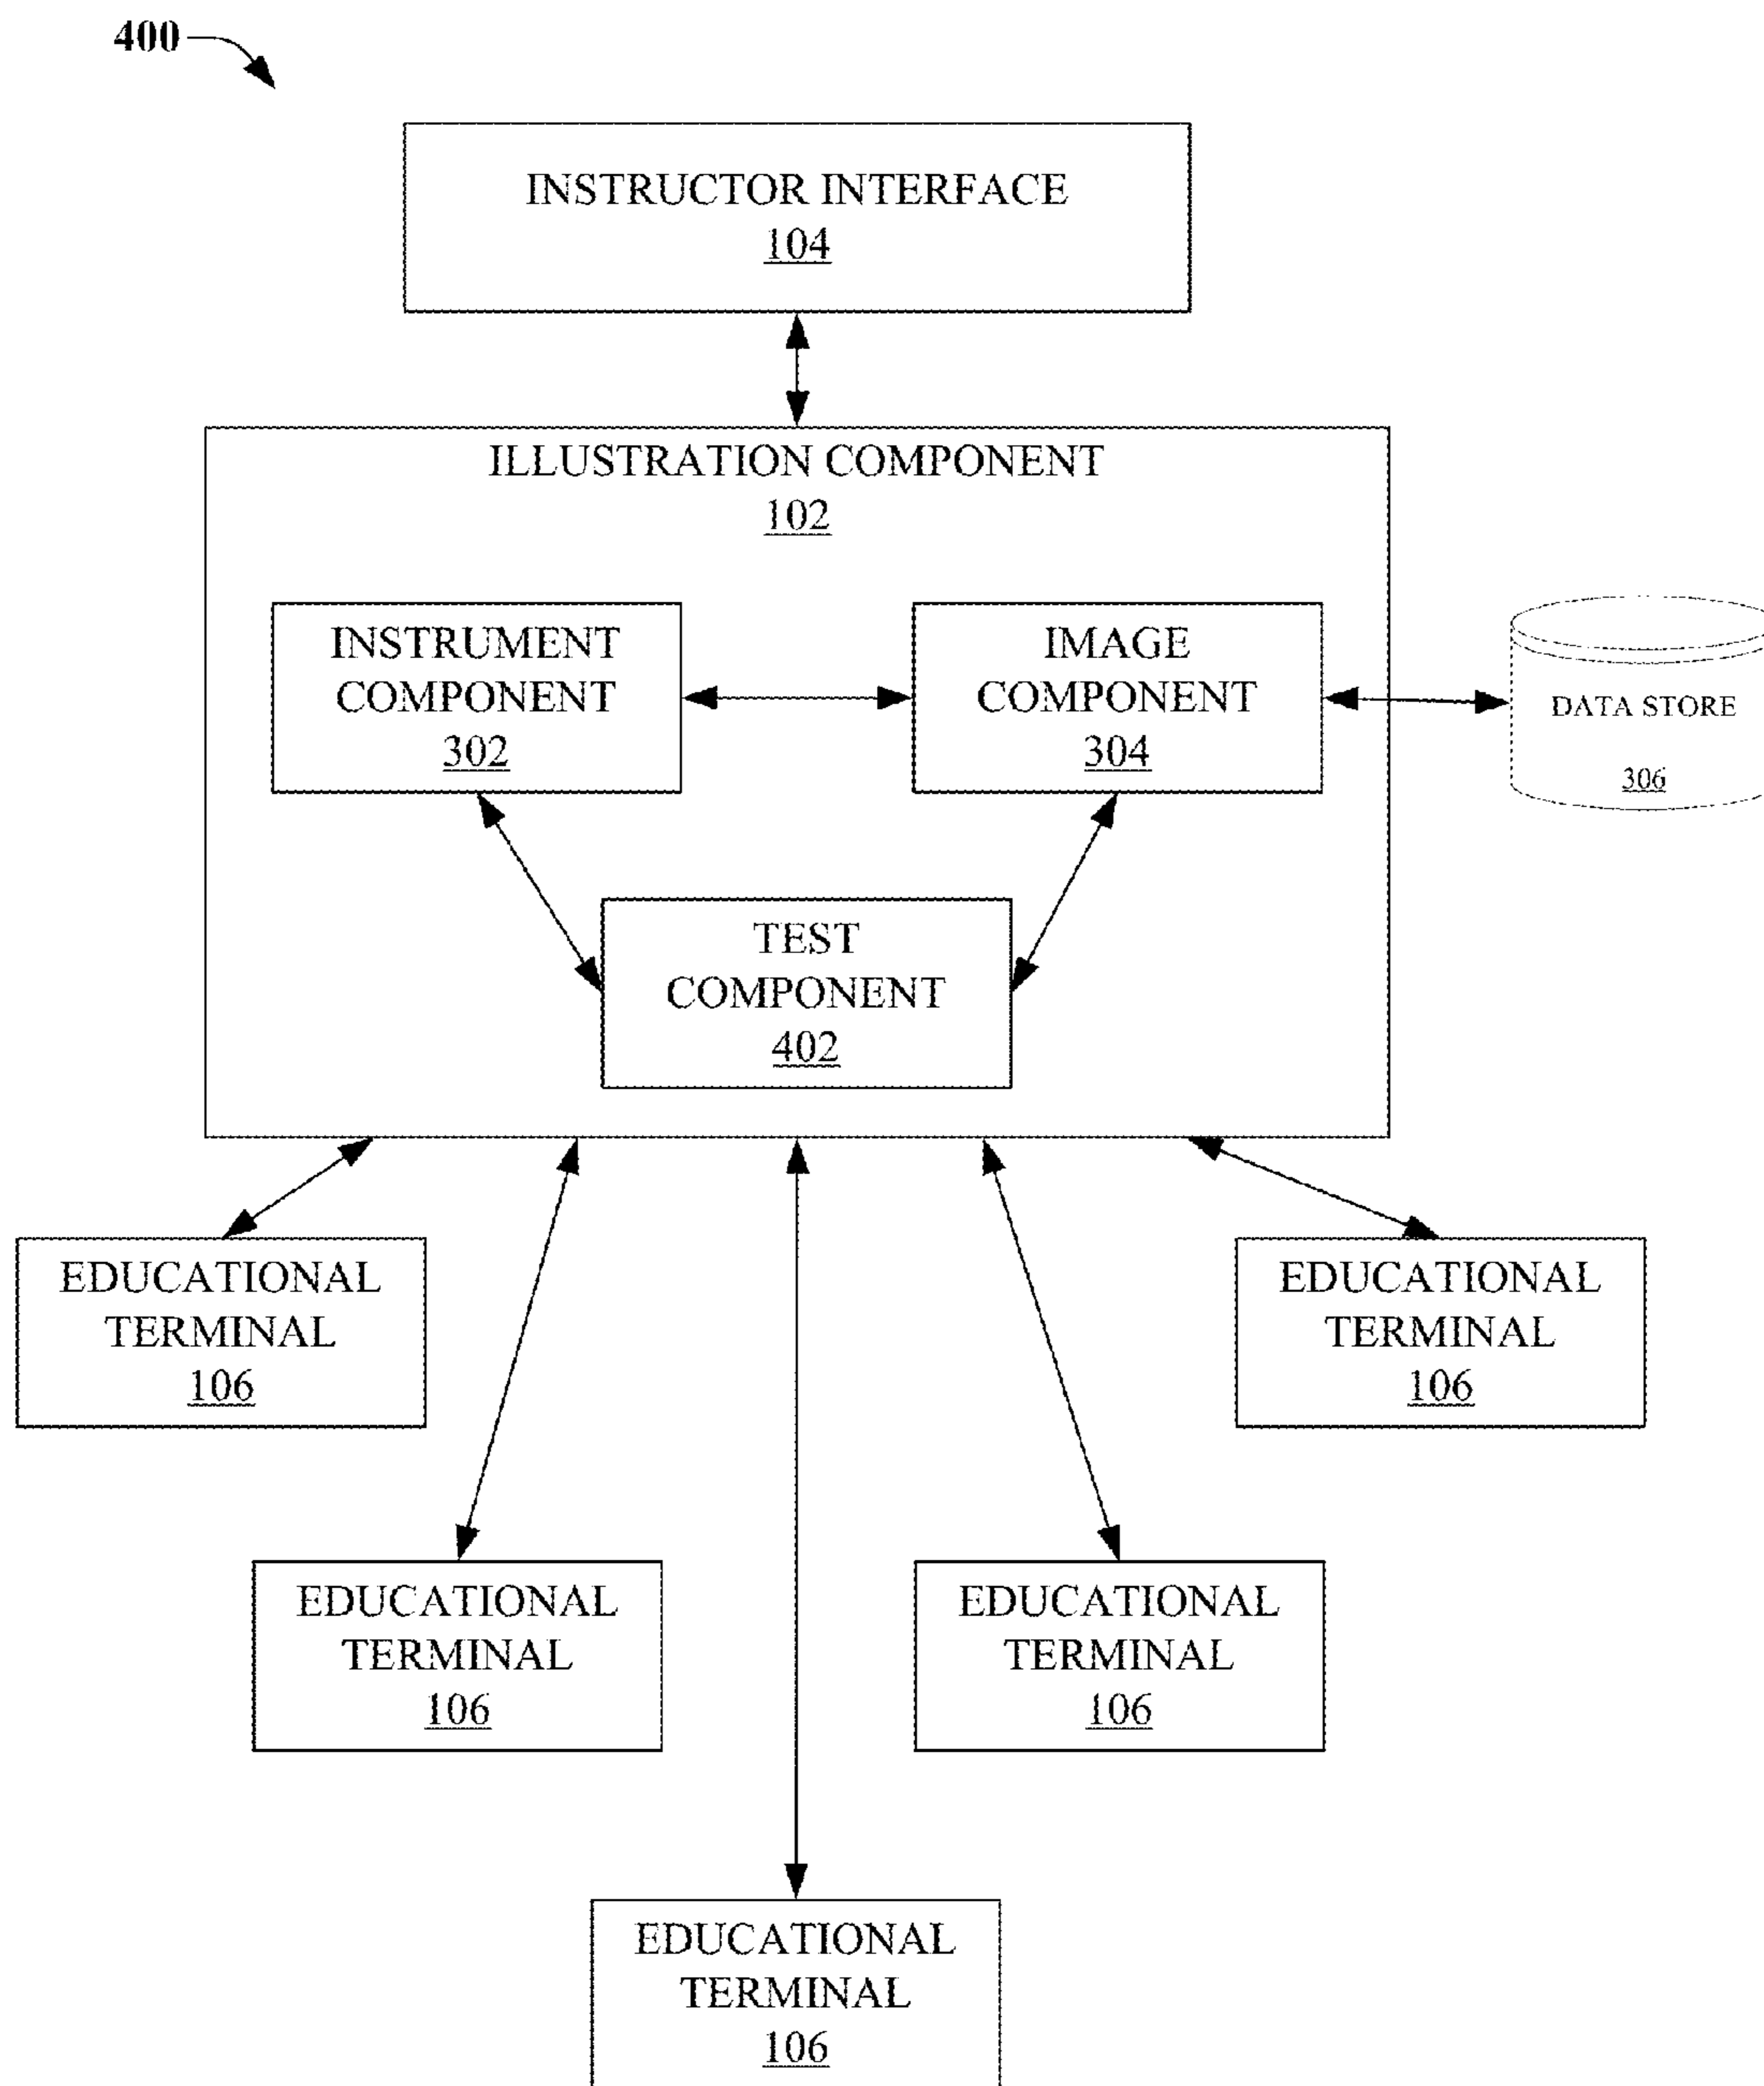 400
INSTRUCTOR INTERFACE
104
ILLUSTRATION COMPONENT
102
INSTRUMENT
COMPONENT
302
IMAGE
COMPONENT
304
DATA STORE
306
TEST
COMPONENT
402
EDUCATIONAL
TERMINAL
106
EDUCATIONAL
TERMINAL
106
EDUCATIONAL
TERMINAL
106
EDUCATIONAL
TERMINAL
106
EDUCATIONAL
TERMINAL
106